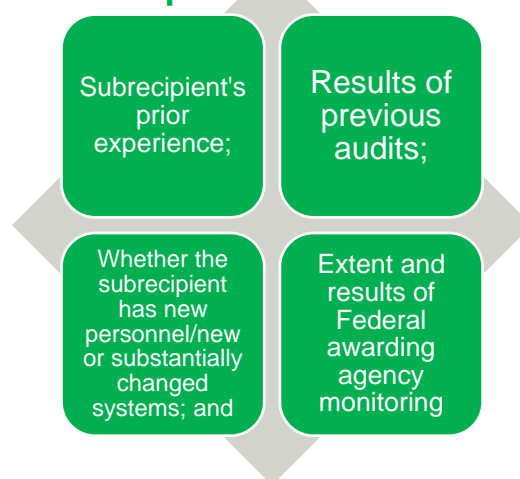 Subrecipient's
prior
experience;
Results of
previous
audits;
Whether the
subrecipient
has new
personnel/new
or substantially
changed
systems; and
Extent and
results of
Federal
awarding
agency
monitoring